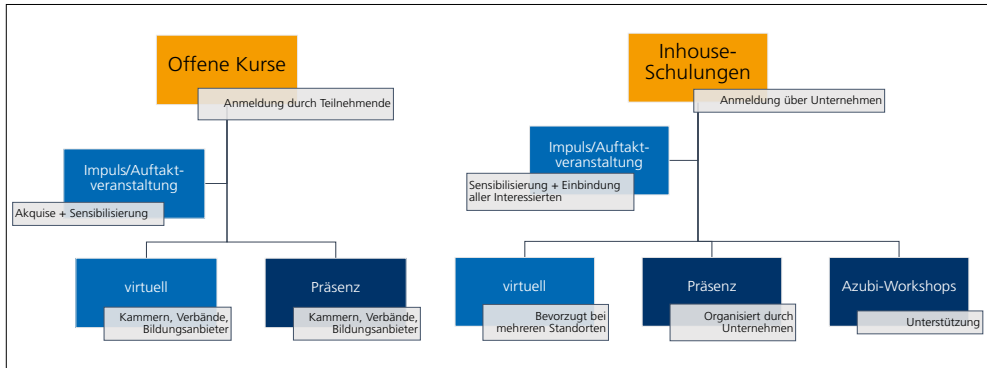 Offene Kurse
Anmeldung durch Teilnehmende
Impuls/Auftakt-
veranstaltung
Akquise + Sensibilisierung
virtuell
Kammern, Verbände,
Bildungsanbieter
Präsenz
Kammern, Verbände,
Bildungsanbieter
Inhouse-
Schulungen
Anmeldung über Unternehmen
Impuls/Auftakt-
veranstaltung
Sensibilisierung + Einbindung
aller Interessierten
virtuell
Bevorzugt bei
mehreren Standorten
Präsenz
Organisiert durch
Unternehmen
Azubi-Workshops
Unterstützung